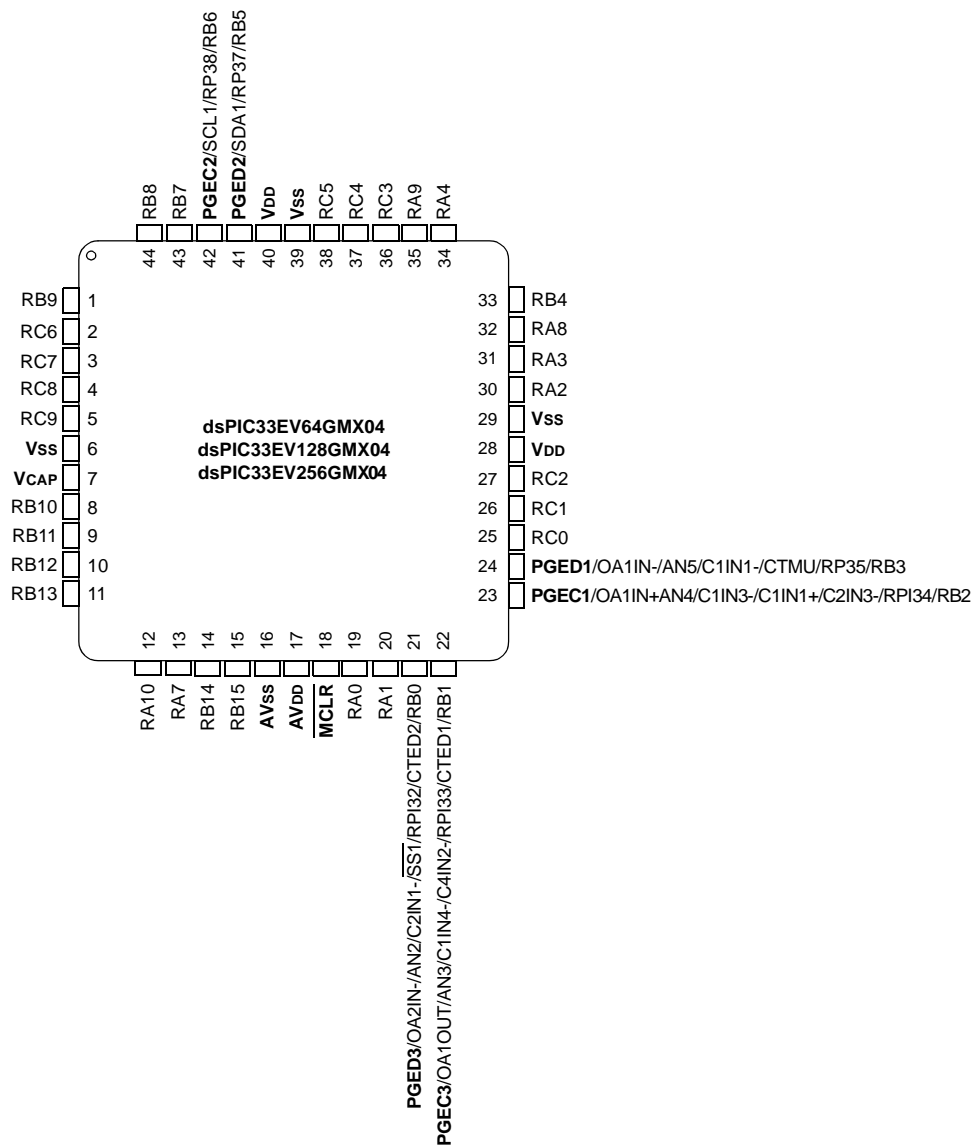 PGEC2/SCL1/RP38/RB6
PGED2/SDA1/RP37/RB5
RB8
RB7
VDD
VSS
RC5
RC4
RC3
RA9
RA4
44
43
42
41
40
39
38
37
36
35
34
RB9 1
RC6 2
RC7 3
RC8 4
RC9 5
VSS 6
VCAP 7
RB10 8
RB11 9
RB12 10
RB13 11
dsPIC33EV64GMX04
dsPIC33EV128GMX04
dsPIC33EV256GMX04
33 RB4
32 RA8
31 RA3
30 RA2
29 VSS
28 VDD
27 RC2
26 RC1
25 RC0
24 PGED1/OA1IN-/AN5/C1IN1-/CTMU/RP35/RB3
23 PGEC1/OA1IN+AN4/C1IN3-/C1IN1+/C2IN3-/RPI34/RB2
12
13
14
15
16
17
18
19
20
21
22
RA10
RA7
RB14
RB15
AVSS
AVDD
MCLR
RA0
RA1
PGED3/OA2IN-/AN2/C2IN1-/SS1/RPI32/CTED2/RB0
PGEC3/OA1OUT/AN3/C1IN4-/C4IN2-/RPI33/CTED1/RB1